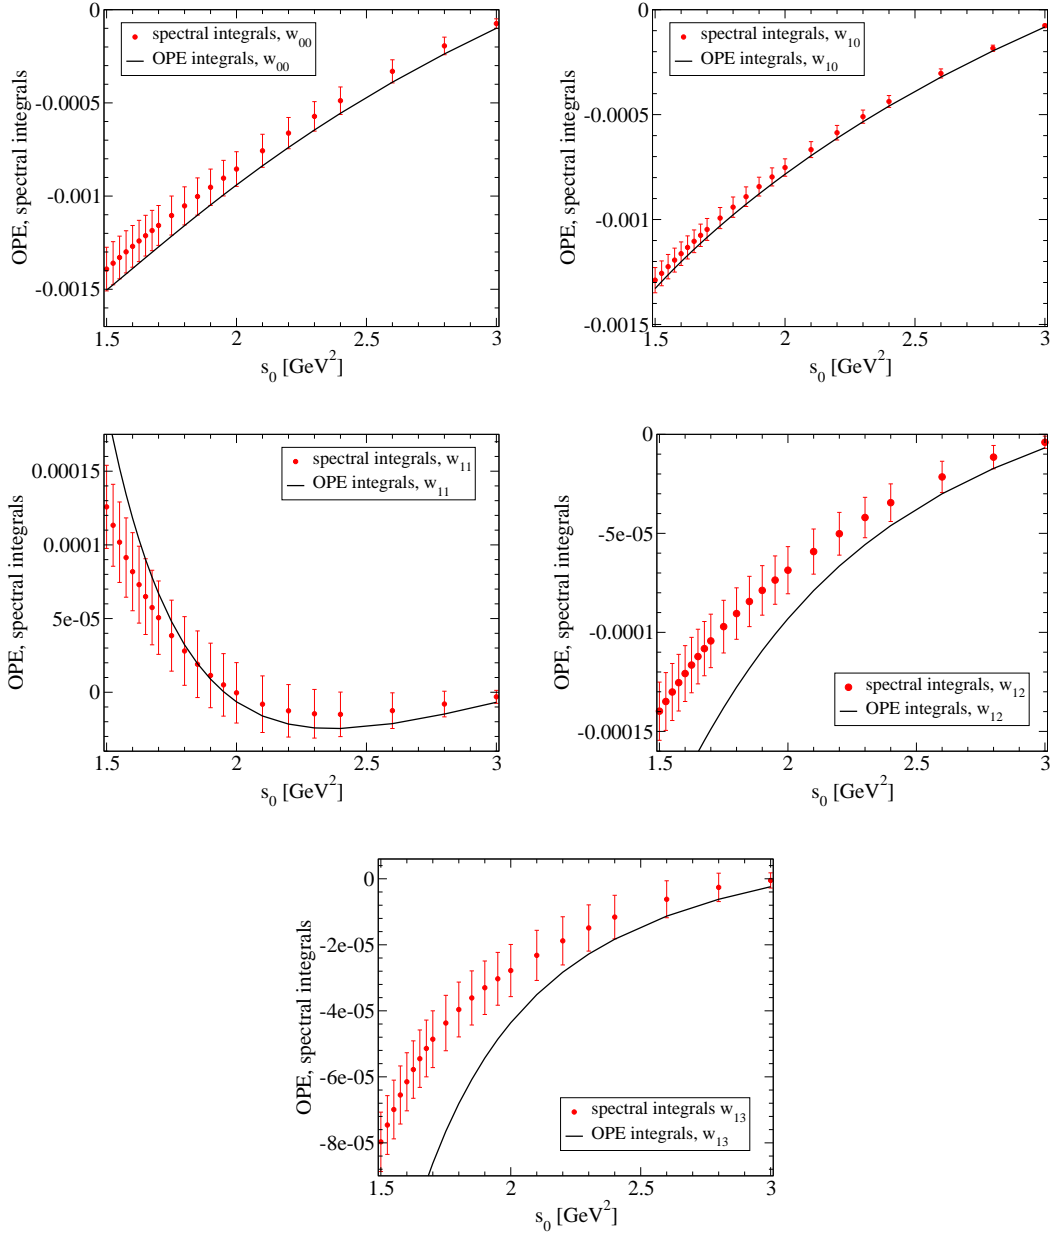 0
-0.0005
-0.001
-0.0015
OPE, spectral integrals
spectral integrals, w00
OPE integrals, w00
1.5 2 2.5 3
s0 [GeV2]
0
-0.0005
-0.001
-0.0015
OPE, spectral integrals
spectral integrals, w10
OPE integrals, w10
1.5 2 2.5 3
s0 [GeV2]
0.00015
0.0001
5e-05
0
OPE, spectral integrals
spectral integrals, w11
OPE integrals, w11
1.5 2 2.5 3
s0 [GeV2]
0
-5e-05
-0.0001
-0.00015
OPE, spectral integrals
spectral integrals, w12
OPE integrals, w12
1.5 2 2.5 3
s0 [GeV2]
0
-2e-05
-4e-05
-6e-05
-8e-05
OPE, spectral integrals
spectral integrals w13
OPE integrals, w13
1.5 2 2.5 3
s0 [GeV2]